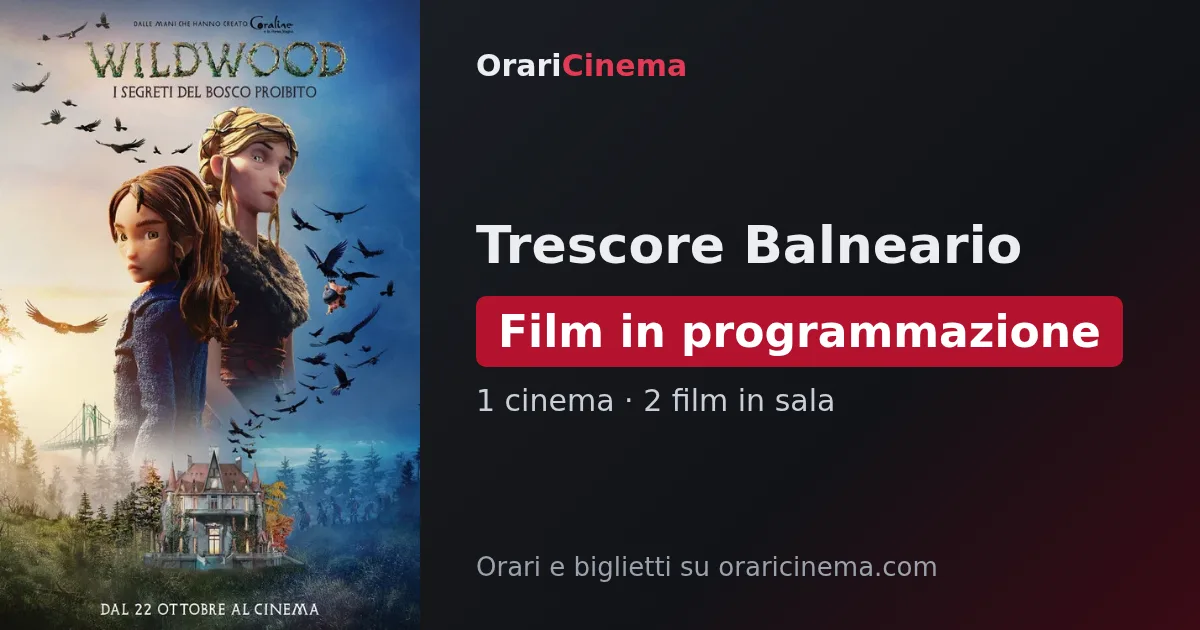 DALLE MANI CHE HANNO CREATO Coraline
WILDWOOD
I SEGRETI DEL BOSCO PROIBITO
DAL 22 OTTOBRE AL CINEMA
OrariCinema
Trescore Balneario
Film in programmazione
1 cinema · 2 film in sala
Orari e biglietti su oraricinema.com